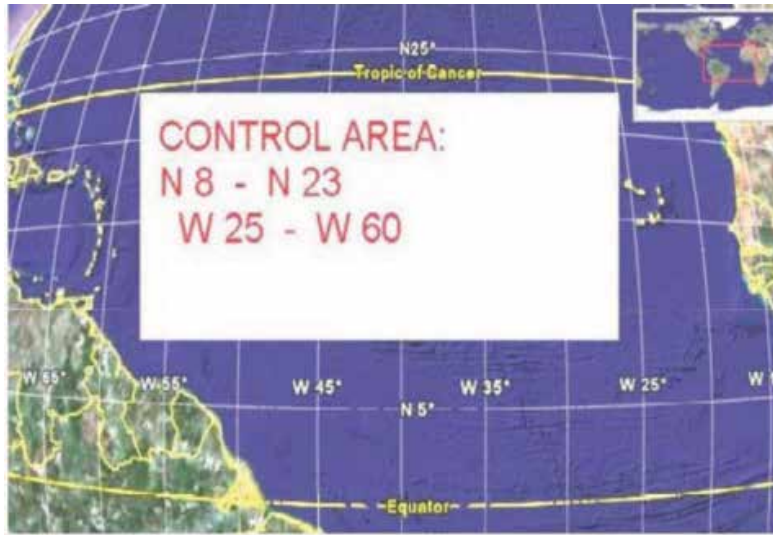 N25°
Tropic of Cancer
CONTROL AREA:
N 8 - N 23
W 25 - W 60
W 65° W 55° W 45° W 35° W 25°
N 5°
Equator